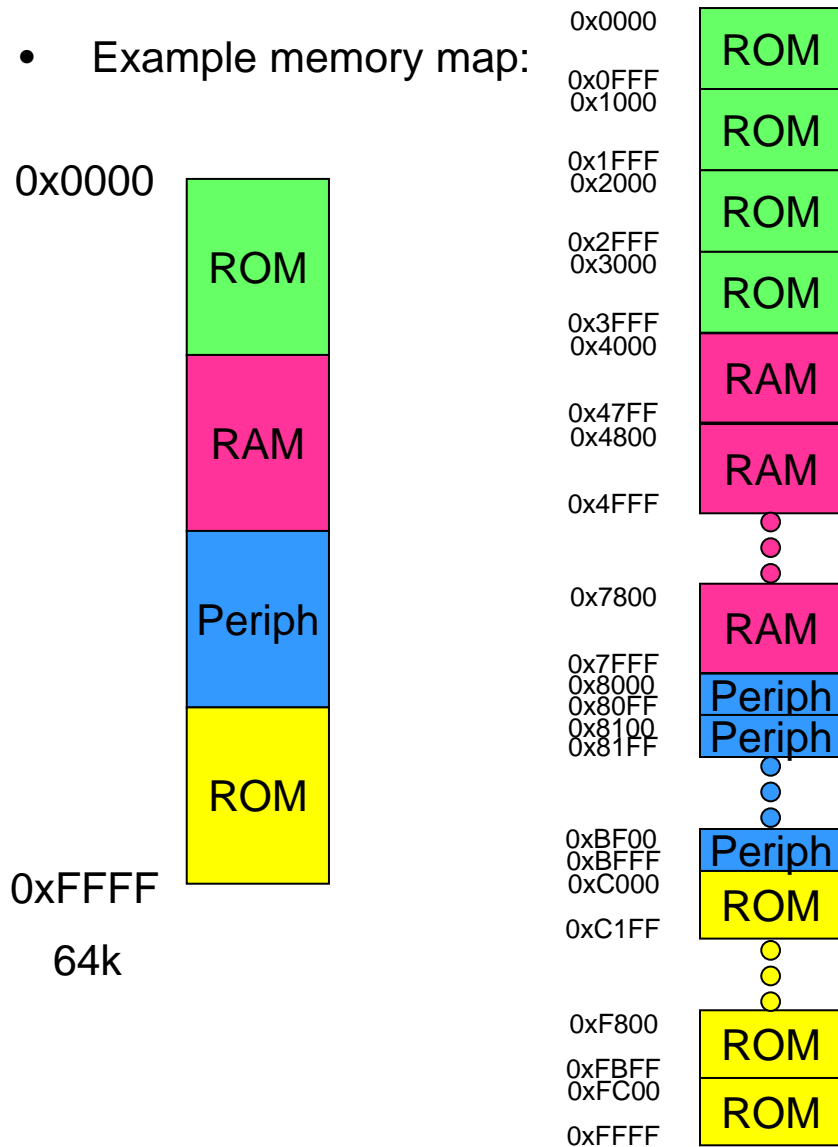 • Example memory map:
0x0000
ROM
RAM
Periph
ROM
0xFFFF
64k
0x0000
ROM
0x0FFF
0x1000
ROM
0x1FFF
0x2000
ROM
0x2FFF
0x3000
ROM
0x3FFF
0x4000
RAM
0x47FF
0x4800
RAM
0x4FFF
0x7800
RAM
0x7FFF
0x8000
Periph
0x80FF
0x8100
Periph
0x81FF
0xBF00
Periph
0xBFFF
0xC000
ROM
0xC1FF
0xF800
ROM
0xFBFF
0xFC00
ROM
0xFFFF